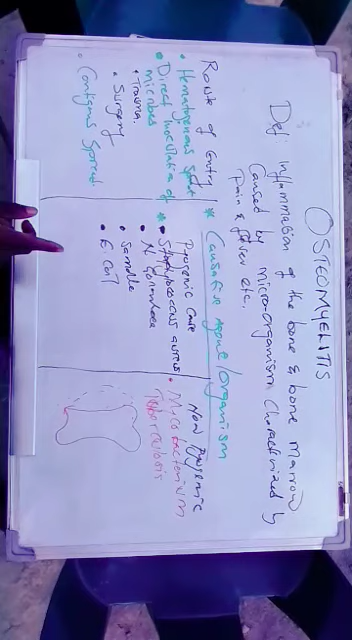 OSTEOMYELITIS
Def: inflammation of the bone & bone marrow
caused by micro-organism characterized by
pain & fever etc.
Causative agent/organism
Route of entry
• Hematogenous Spread
• Direct inoculation of
microbes
• Trauma.
• Surgery
• Contigous Spread
Pyogenic cause
• Staphylococcus aureus
• N. Gonorrhoea
• Samonella
• E. Coli
Non Pyogenic
• Mycobacterium
Tuberculosis